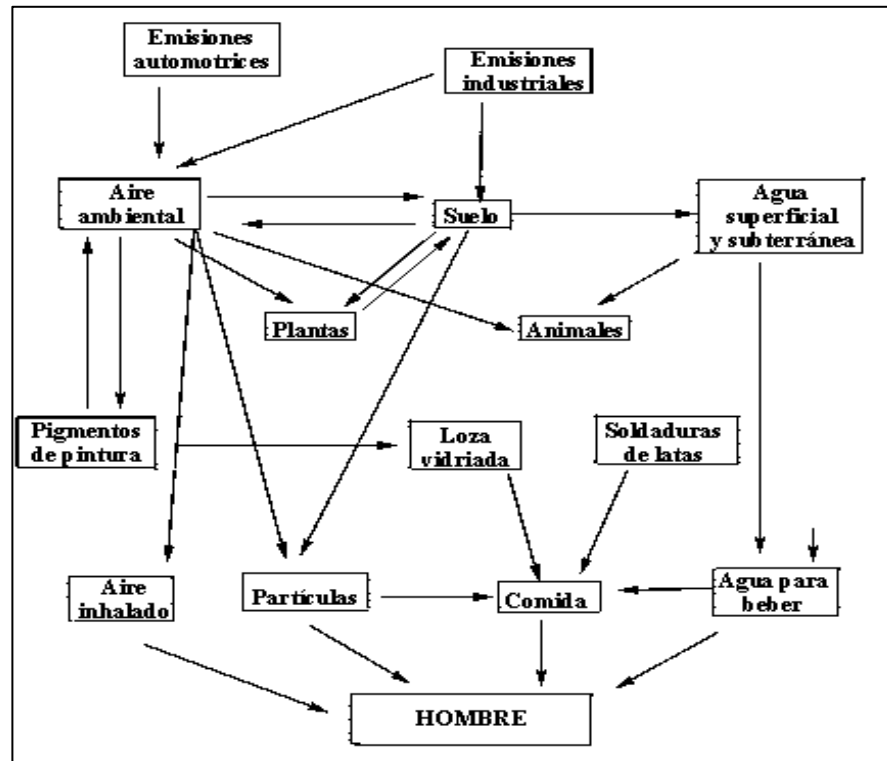 Emisiones
automotrices
Emisiones
industriales
Aire
ambiental
Suelo
Agua
superficial
y subterránea
Plantas
Animales
Pigmentos
de pintura
Loza
vidriada
Soldaduras
de latas
Aire
inhalado
Partículas
Comida
Agua para
beber
HOMBRE